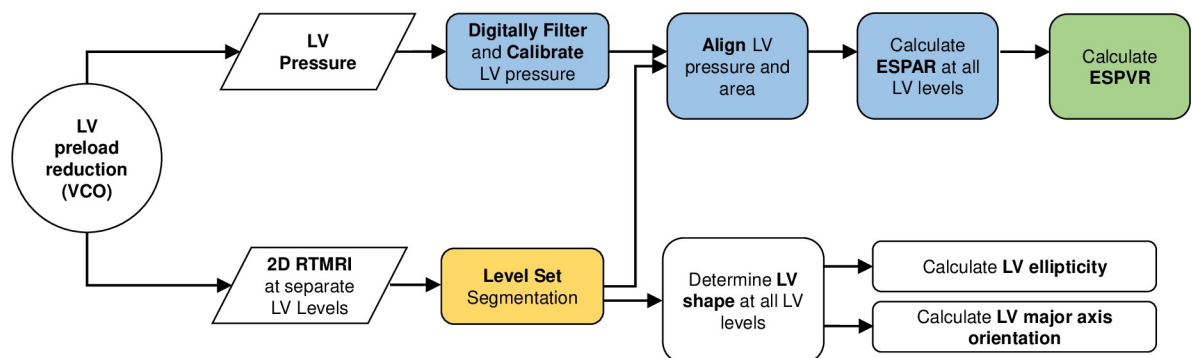 LV
preload
reduction
(VCO)
LV
Pressure
Digitally Filter
and Calibrate
LV pressure
Align LV
pressure and
area
Calculate
ESPAR at all
LV levels
Calculate
ESPVR
2D RTMRI
at separate
LV Levels
Level Set
Segmentation
Determine LV
shape at all LV
levels
Calculate LV ellipticity
Calculate LV major axis
orientation